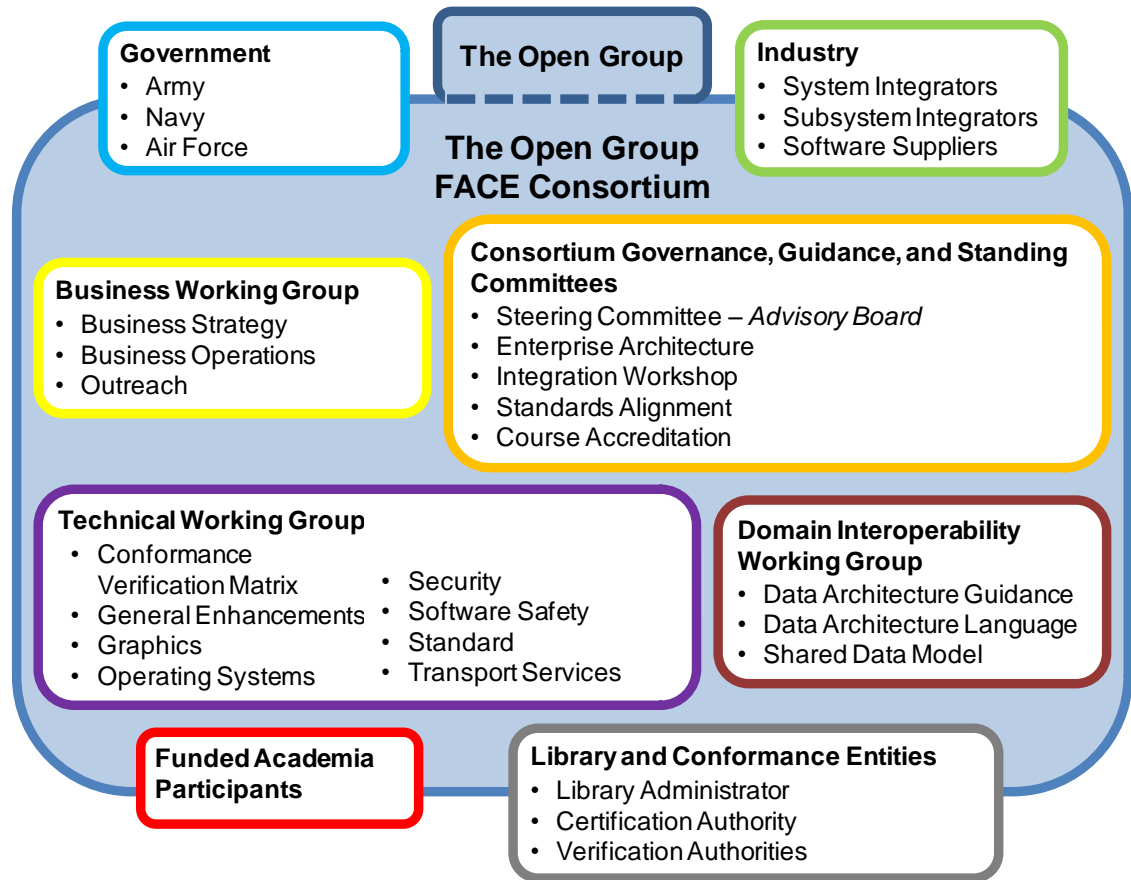 Government
• Army
• Navy
• Air Force
The Open Group
Industry
• System Integrators
• Subsystem Integrators
• Software Suppliers
The Open Group
FACE Consortium
Business Working Group
• Business Strategy
• Business Operations
• Outreach
Consortium Governance, Guidance, and Standing
Committees
• Steering Committee – Advisory Board
• Enterprise Architecture
• Integration Workshop
• Standards Alignment
• Course Accreditation
Technical Working Group
• Conformance
Verification Matrix
• General Enhancements
• Graphics
• Operating Systems
• Security
• Software Safety
• Standard
• Transport Services
Domain Interoperability
Working Group
• Data Architecture Guidance
• Data Architecture Language
• Shared Data Model
Funded Academia
Participants
Library and Conformance Entities
• Library Administrator
• Certification Authority
• Verification Authorities